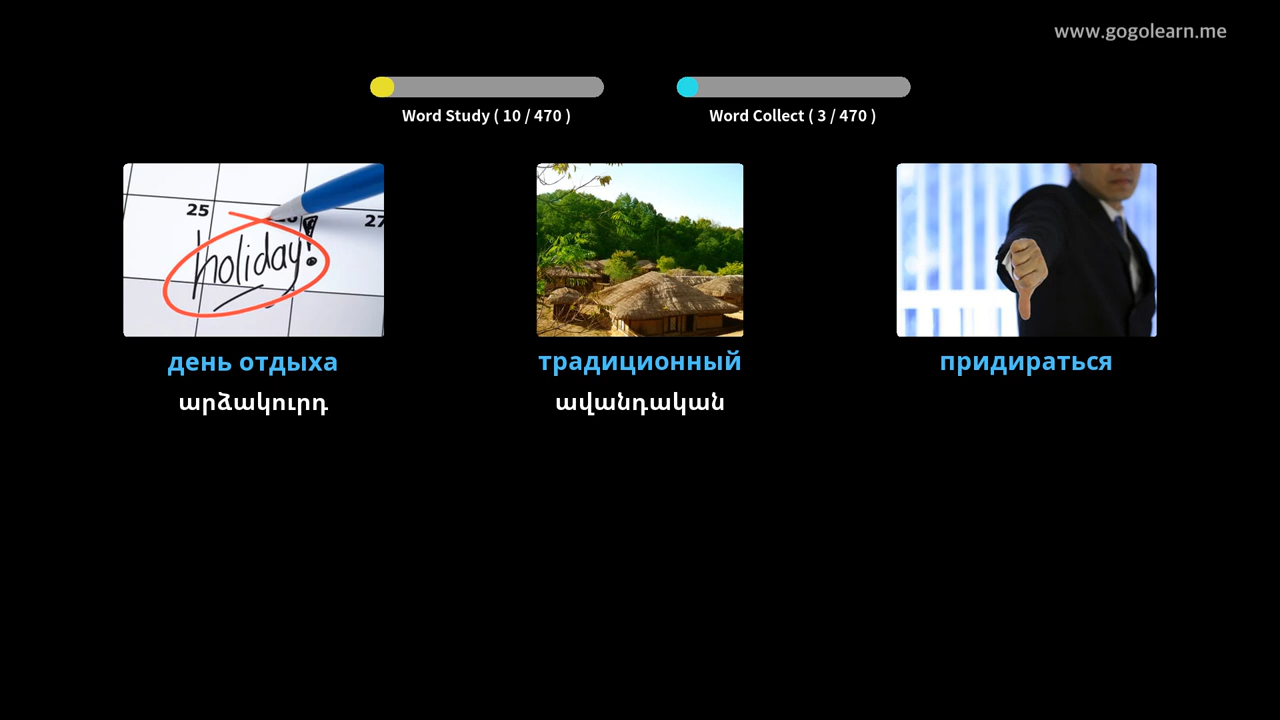 www.gogolearn.me
Word Study ( 10 / 470 )
Word Collect ( 3 / 470 )
25
27
holiday!
день отдыха
традиционный
придираться
արձակուրդ
ավանդական